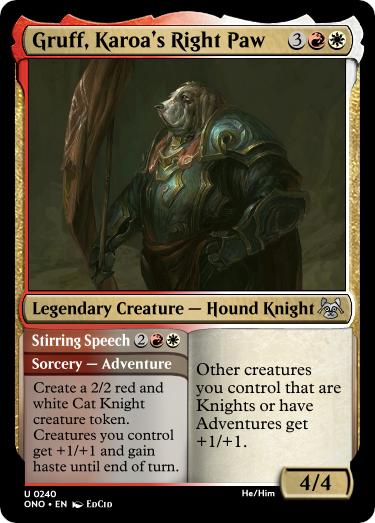 Gruff, Karoa's Right Paw 3
Legendary Creature — Hound Knight
Stirring Speech 2
Sorcery — Adventure
Create a 2/2 red and
white Cat Knight
creature token.
Creatures you control
get +1/+1 and gain
haste until end of turn.
Other creatures
you control that are
Knights or have
Adventures get
+1/+1.
4/4
U 0240
ONO • EN EDCID
He/Him